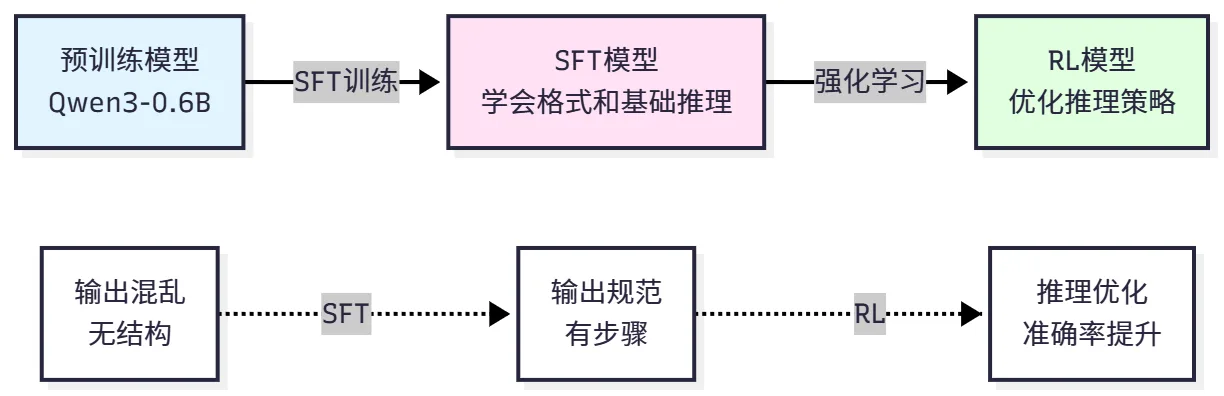 预训练模型
Qwen3-0.6B
SFT训练
SFT模型
学会格式和基础推理
强化学习
RL模型
优化推理策略
输出混乱
无结构
SFT
输出规范
有步骤
RL
推理优化
准确率提升